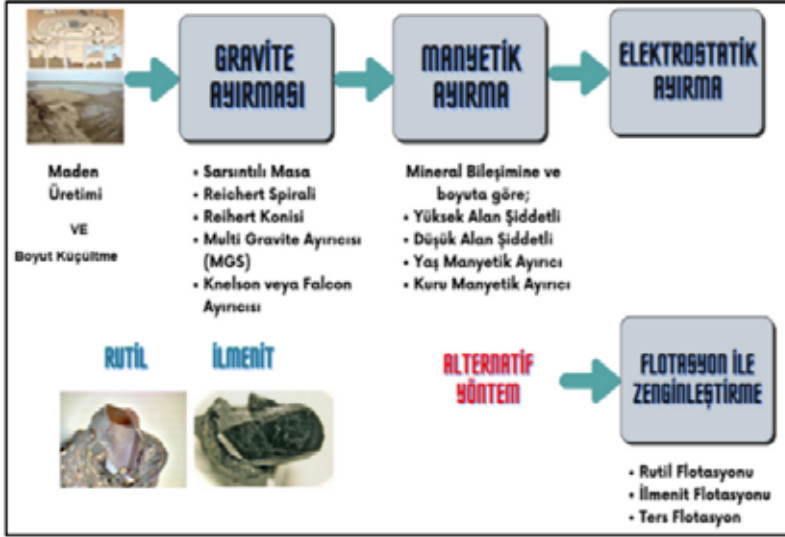 GRAVİTE
AYIRMASI
MANYETİK
AYIRMA
ELEKTROSTATİK
AYIRMA
Maden
Üretimi
VE
Boyut Küçültme
• Sarsıntılı Masa
• Reichert Spirali
• Reihert Konisi
• Multi Gravite Ayırıcısı
(MGS)
• Knelson veya Falcon
Ayırıcısı
Mineral Bileşimine ve
boyuta göre;
• Yüksek Alan Şiddetli
• Düşük Alan Şiddetli
• Yaş Manyetik Ayırıcı
• Kuru Manyetik Ayırıcı
RUTİL
İLMENİT
ALTERNATİF
YÖNTEM
FLOTASYON İLE
ZENGİNLEŞTİRME
• Rutil Flotasyonu
• İlmenit Flotasyonu
• Ters Flotasyon